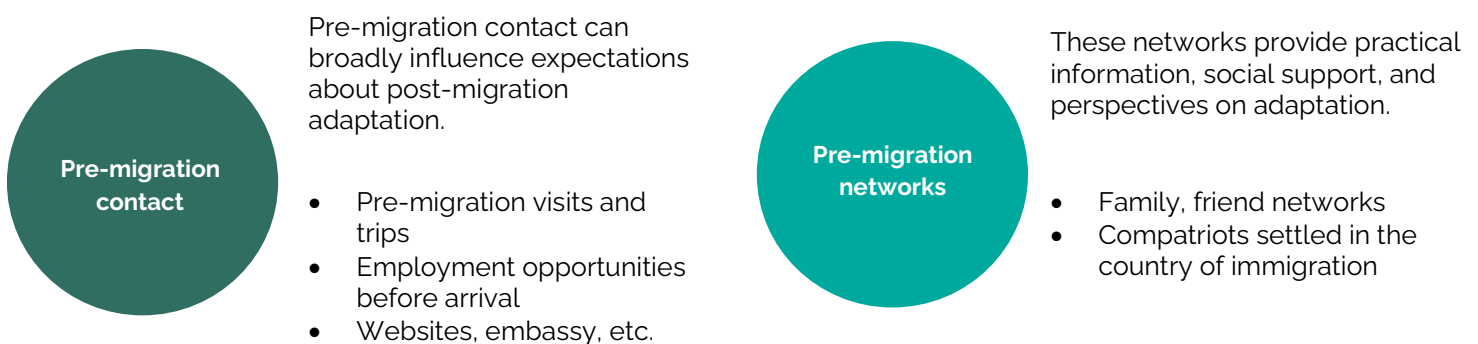 Pre-migration
contact
Pre-migration contact can
broadly influence expectations
about post-migration
adaptation.
• Pre-migration visits and
trips
• Employment opportunities
before arrival
• Websites, embassy, etc.
Pre-migration
networks
These networks provide practical
information, social support, and
perspectives on adaptation.
• Family, friend networks
• Compatriots settled in the
country of immigration